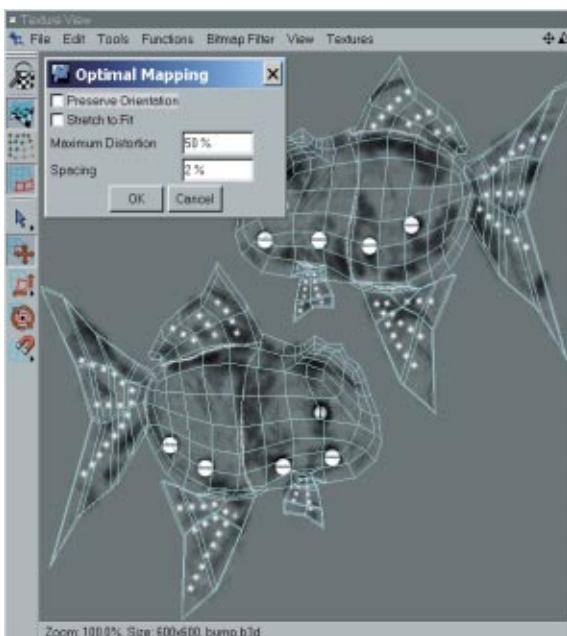 Texture View
File Edit Tools Functions Bitmap Filter View Textures
Optimal Mapping
Preserve Orientation
Stretch to Fit
Maximum Distortion 50 %
Spacing 2 %
OK Cancel
Zoom: 100.0%, Size: 600x600, bump.b3d